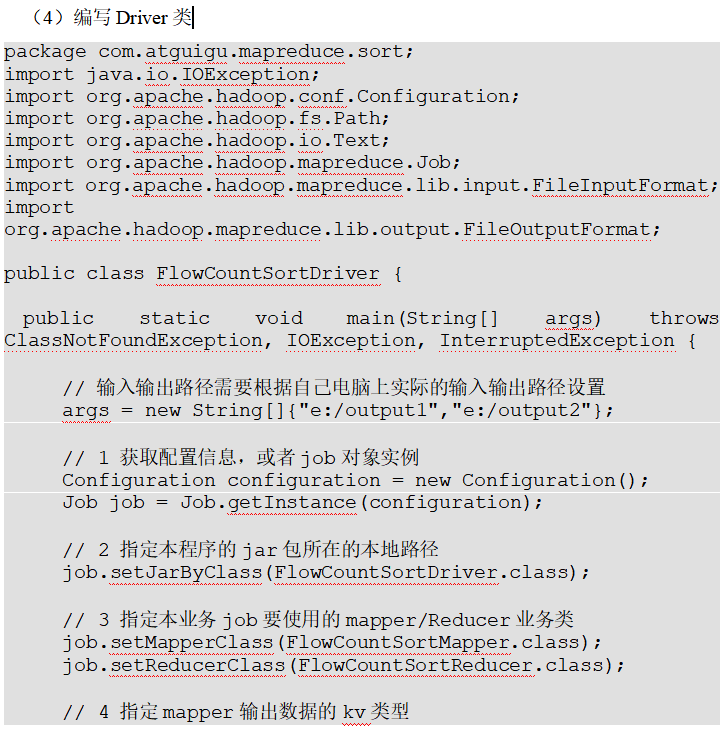 （4）编写 Driver 类
package com.atguigu.mapreduce.sort;
import java.io.IOException;
import org.apache.hadoop.conf.Configuration;
import org.apache.hadoop.fs.Path;
import org.apache.hadoop.io.Text;
import org.apache.hadoop.mapreduce.Job;
import org.apache.hadoop.mapreduce.lib.input.FileInputFormat;
import
org.apache.hadoop.mapreduce.lib.output.FileOutputFormat;
public class FlowCountSortDriver {
public static void main(String[] args) throws
ClassNotFoundException, IOException, InterruptedException {
// 输入输出路径需要根据自己电脑上实际的输入输出路径设置
args = new String[]{"e:/output1","e:/output2"};
// 1 获取配置信息，或者 job 对象实例
Configuration configuration = new Configuration();
Job job = Job.getInstance(configuration);
// 2 指定本程序的 jar 包所在的本地路径
job.setJarByClass(FlowCountSortDriver.class);
// 3 指定本业务 job 要使用的 mapper/Reducer 业务类
job.setMapperClass(FlowCountSortMapper.class);
job.setReducerClass(FlowCountSortReducer.class);
// 4 指定 mapper 输出数据的 kv 类型